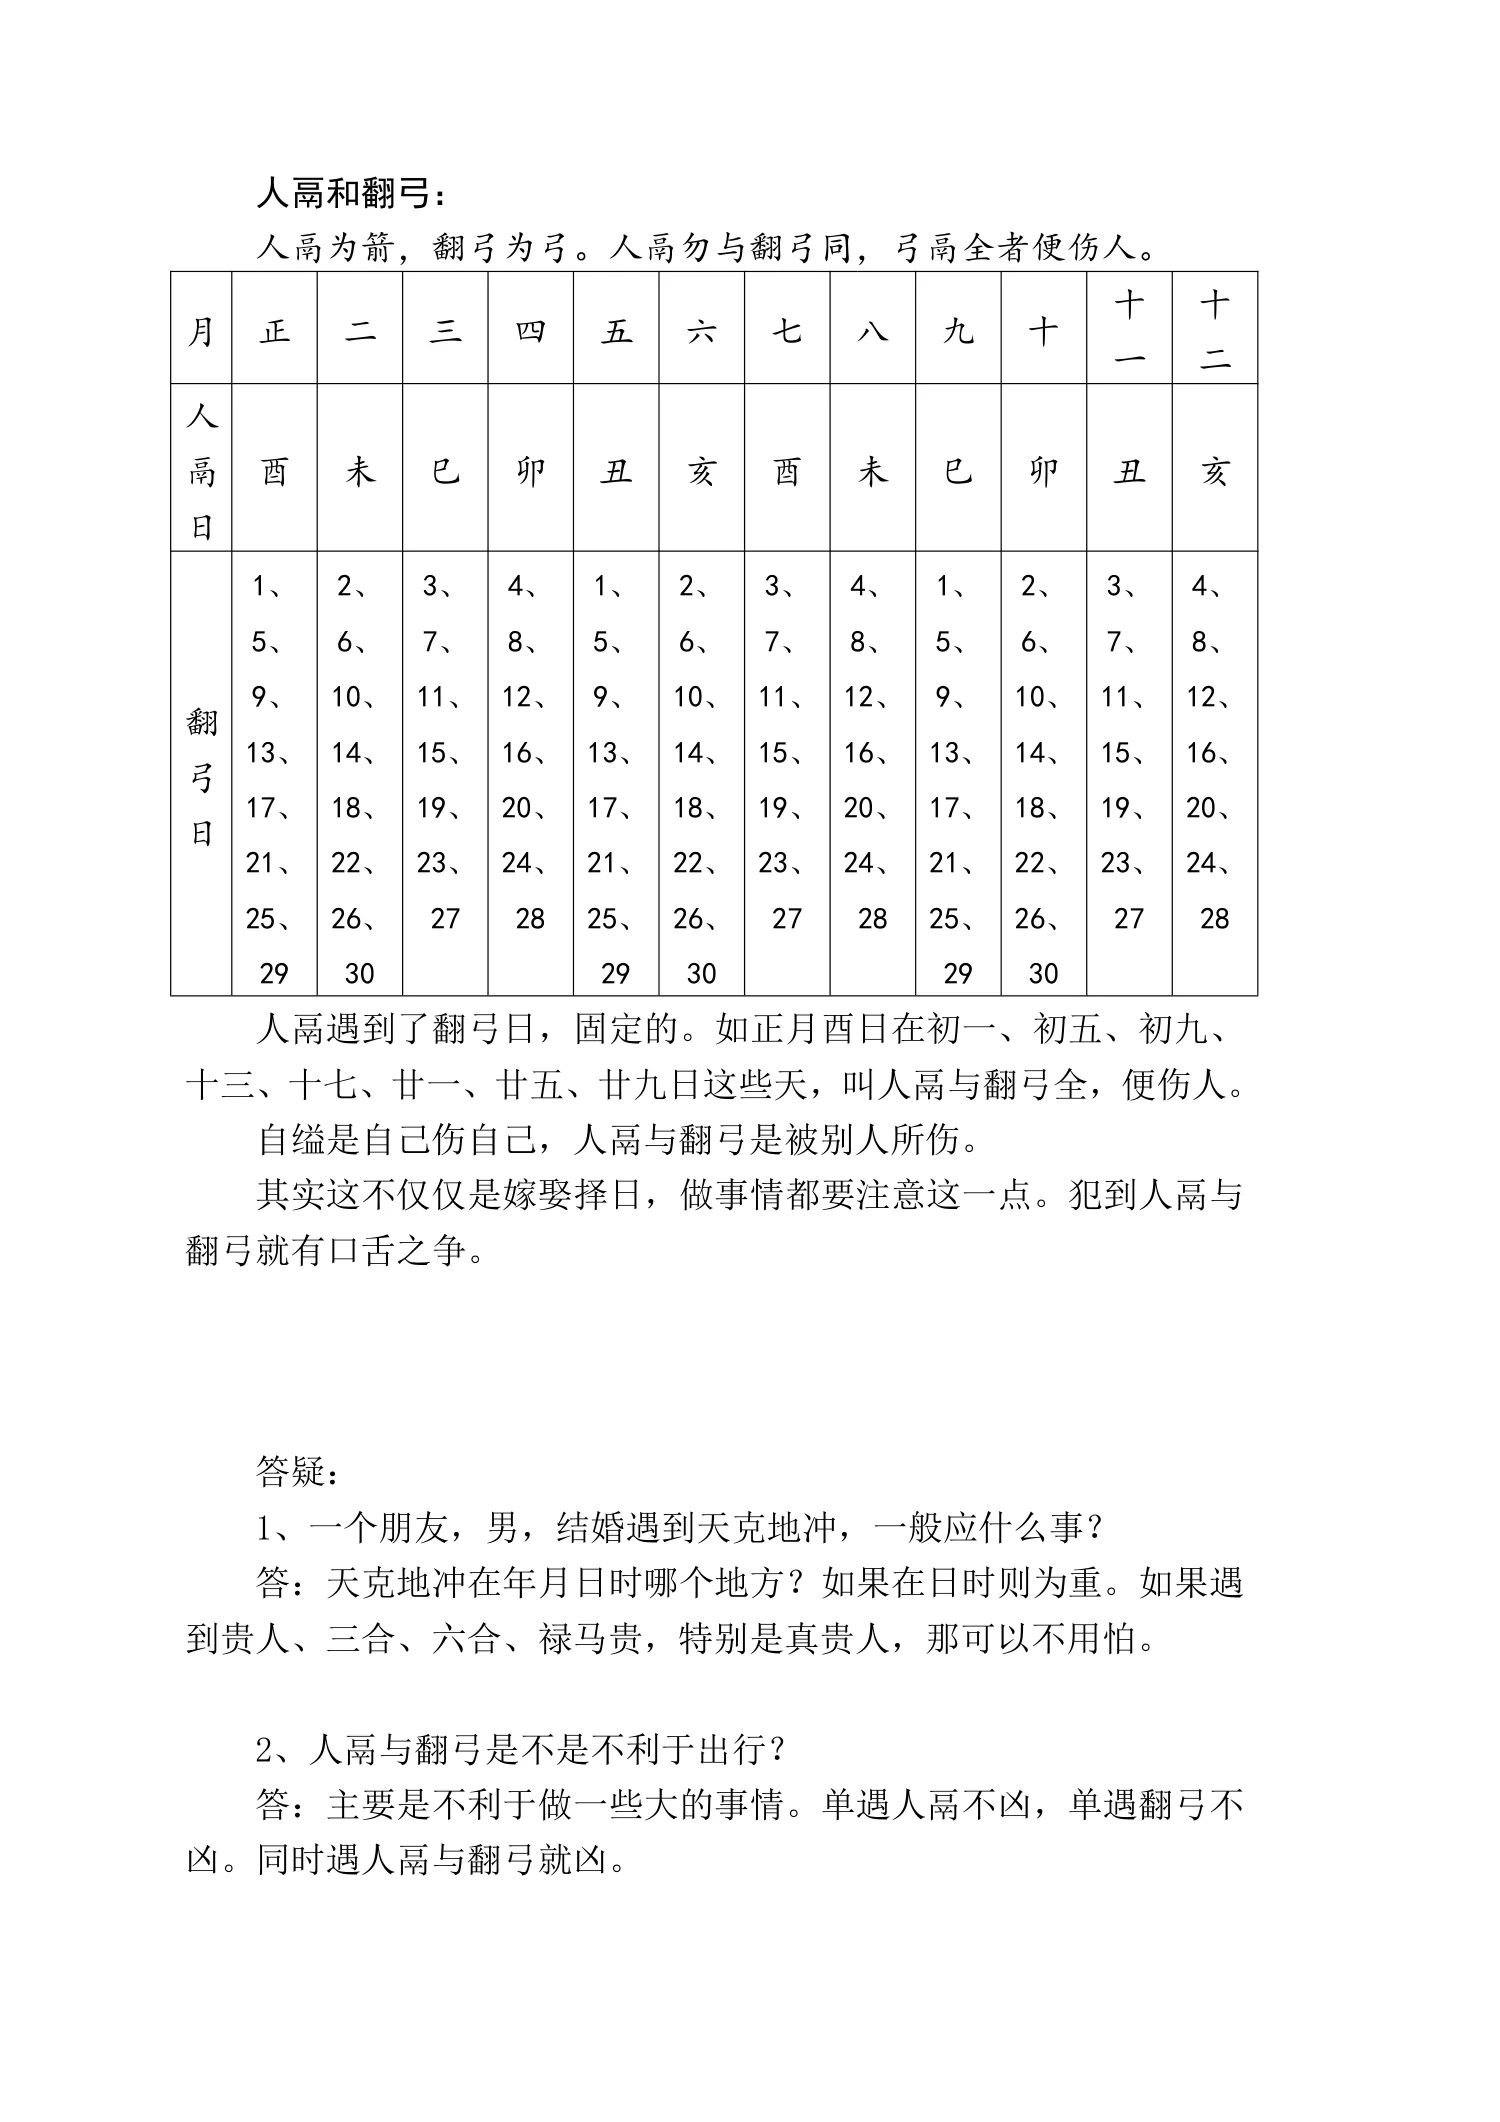 人鬲和翻弓：
人鬲为箭，翻弓为弓。人鬲勿与翻弓同，弓鬲全者便伤人。
月 正 二 三 四 五 六 七 八 九 十 十一 十二
人鬲日 酉 未 巳 卯 丑 亥 酉 未 巳 卯 丑 亥
翻弓日
1、 2、 3、 4、 1、 2、 3、 4、 1、 2、 3、 4、
5、 6、 7、 8、 5、 6、 7、 8、 5、 6、 7、 8、
9、 10、 11、 12、 9、 10、 11、 12、 9、 10、 11、 12、
13、 14、 15、 16、 13、 14、 15、 16、 13、 14、 15、 16、
17、 18、 19、 20、 17、 18、 19、 20、 17、 18、 19、 20、
21、 22、 23、 24、 21、 22、 23、 24、 21、 22、 23、 24、
25、 26、 27 28 25、 26、 27 28 25、 26、 27 28
29 30 29 30 29 30
人鬲遇到了翻弓日，固定的。如正月酉日在初一、初五、初九、
十三、十七、廿一、廿五、廿九日这些天，叫人鬲与翻弓全，便伤人。
自缢是自己伤自己，人鬲与翻弓是被别人所伤。
其实这不仅仅是嫁娶择日，做事情都要注意这一点。犯到人鬲与
翻弓就有口舌之争。
答疑：
1、一个朋友，男，结婚遇到天克地冲，一般应什么事？
答：天克地冲在年月日时哪个地方？如果在日时则为重。如果遇
到贵人、三合、六合、禄马贵，特别是真贵人，那可以不用怕。
2、人鬲与翻弓是不是不利于出行？
答：主要是不利于做一些大的事情。单遇人鬲不凶，单遇翻弓不
凶。同时遇人鬲与翻弓就凶。